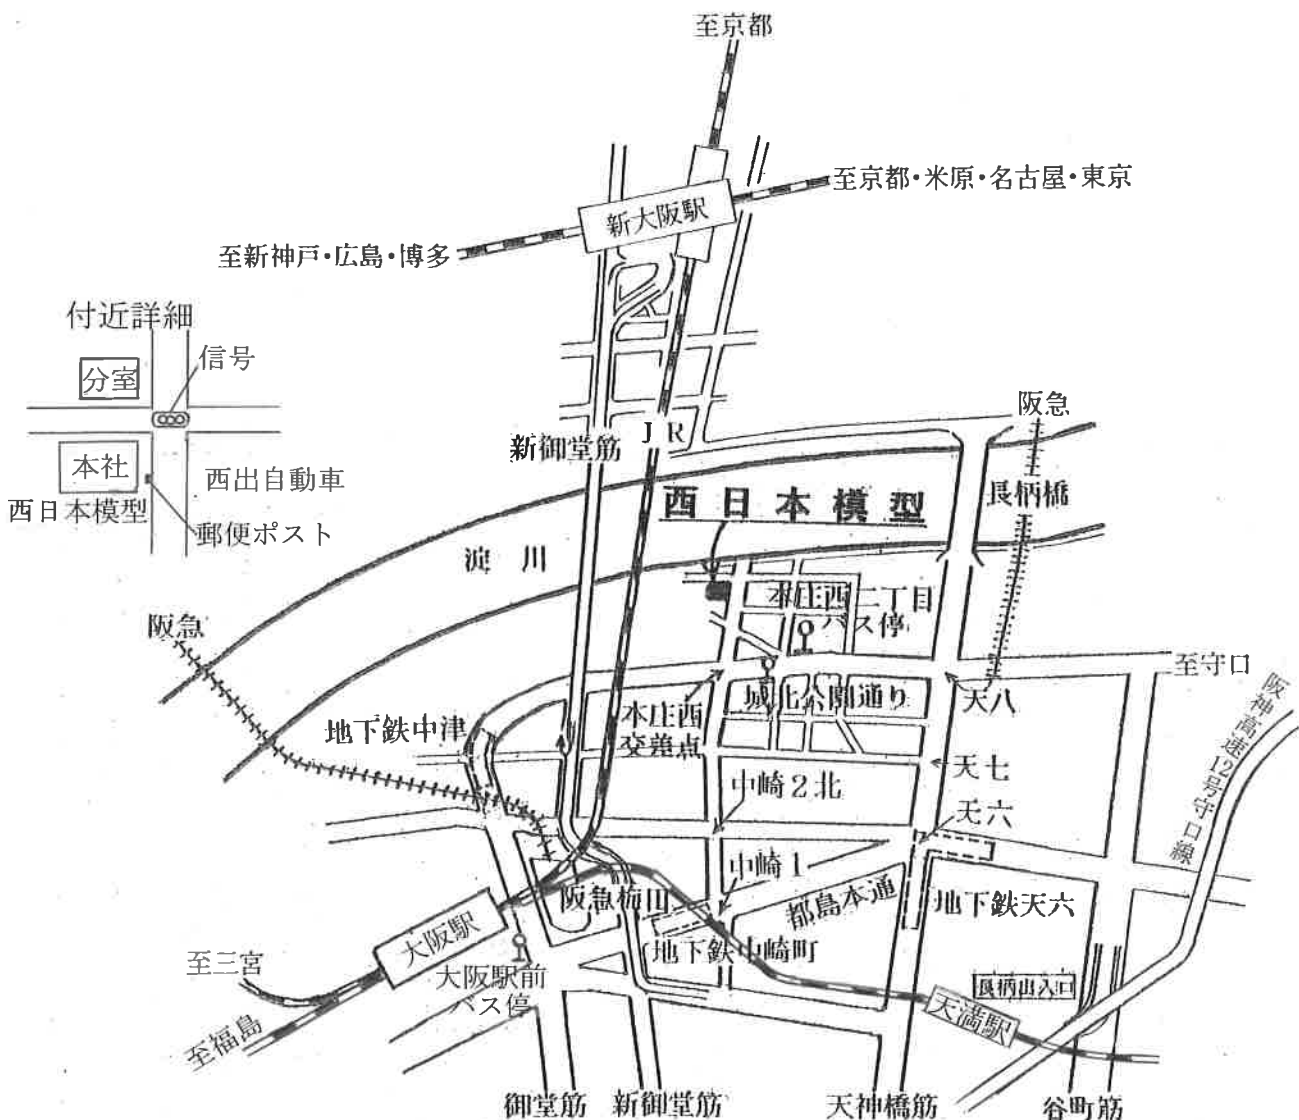 至京都
至京都・米原・名古屋・東京
新大阪駅
至新神戸・広島・博多
付近詳細
信号
分室
本社
西日本模型
西出自動車
郵便ポスト
阪急
JR
新御堂筋
長柄橋
西日本模型
淀川
本庄西二丁目
バス停
阪急
至守口
城北公園通り
天八
本庄西
交差点
地下鉄中津
阪神高速12号守口線
天七
中崎2北
天六
中崎1
阪急梅田
都島本通
地下鉄天六
大阪駅
地下鉄中崎町
至三宮
大阪駅前
バス停
長柄出入口
天満駅
至福島
御堂筋
新御堂筋
天神橋筋
谷町筋